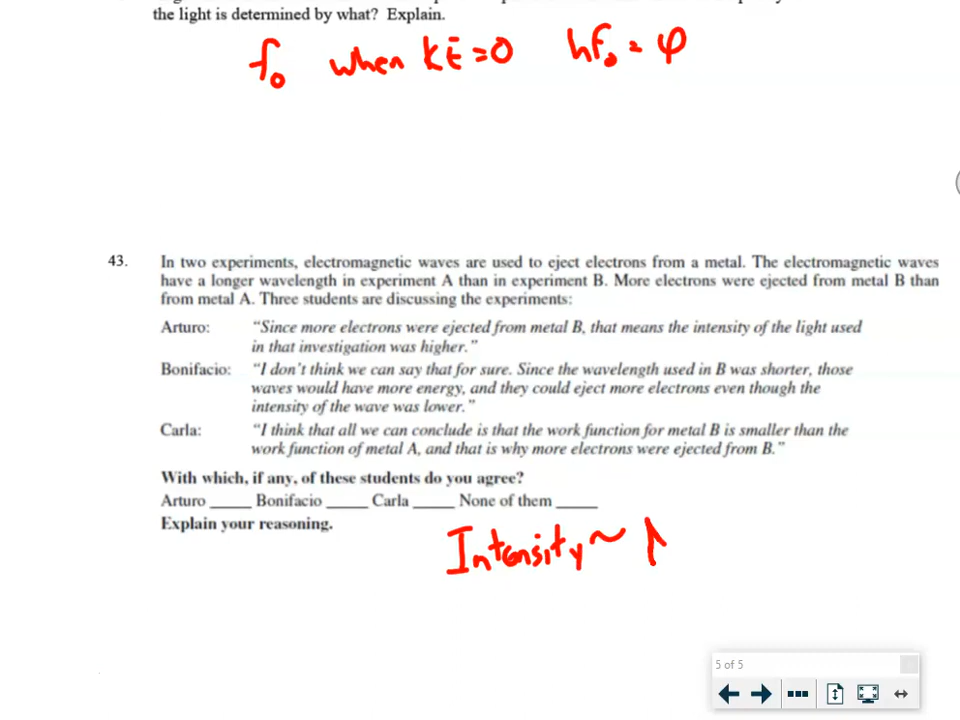 the light is determined by what? Explain.
f₀ when KE=0 hf₀ = φ
43. In two experiments, electromagnetic waves are used to eject electrons from a metal. The electromagnetic waves
have a longer wavelength in experiment A than in experiment B. More electrons were ejected from metal B than
from metal A. Three students are discussing the experiments:
Arturo: “Since more electrons were ejected from metal B, that means the intensity of the light used
in that investigation was higher.”
Bonifacio: “I don’t think we can say that for sure. Since the wavelength used in B was shorter, those
waves would have more energy, and they could eject more electrons even though the
intensity of the wave was lower.”
Carla: “I think that all we can conclude is that the work function for metal B is smaller than the
work function of metal A, and that is why more electrons were ejected from B.”
With which, if any, of these students do you agree?
Arturo ____ Bonifacio ____ Carla ____ None of them ____
Explain your reasoning.
Intensity ~
5 of 5